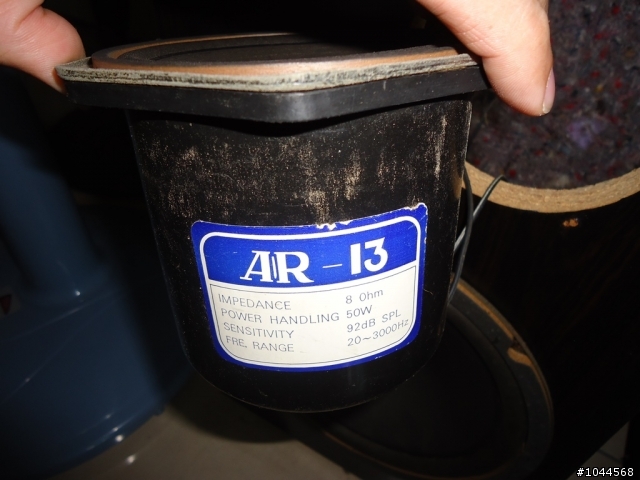 AR-13
IMPEDANCE 8 Ohm
POWER HANDLING 50W
SENSITIVITY 92dB SPL
FRE. RANGE 20~3000Hz
#1044568